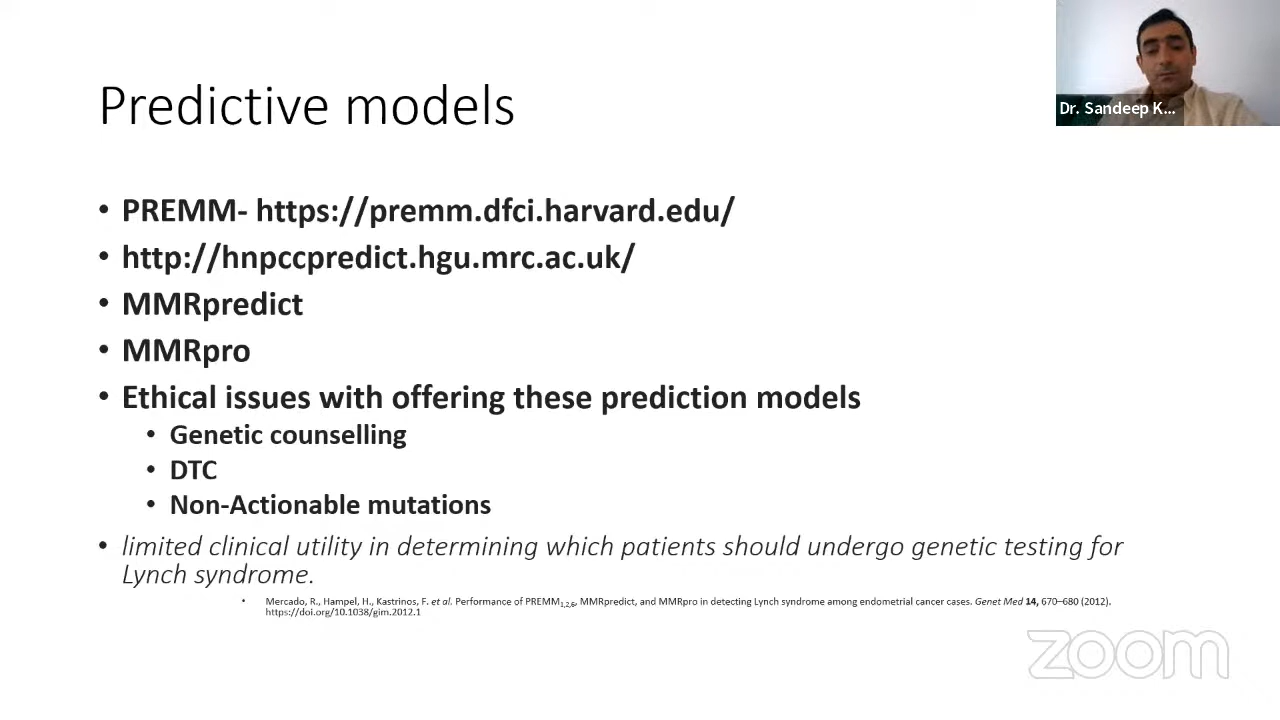 Predictive models
Dr. Sandeep K...
• PREMM- https://premm.dfci.harvard.edu/
• http://hnpccpredict.hgu.mrc.ac.uk/
• MMRpredict
• MMRpro
• Ethical issues with offering these prediction models
• Genetic counselling
• DTC
• Non-Actionable mutations
• limited clinical utility in determining which patients should undergo genetic testing for
Lynch syndrome.
• Mercado, R., Hampel, H., Kastrinos, F. et al. Performance of PREMM1,2,6, MMRpredict, and MMRpro in detecting Lynch syndrome among endometrial cancer cases. Genet Med 14, 670–680 (2012).
https://doi.org/10.1038/gim.2012.1
zoom